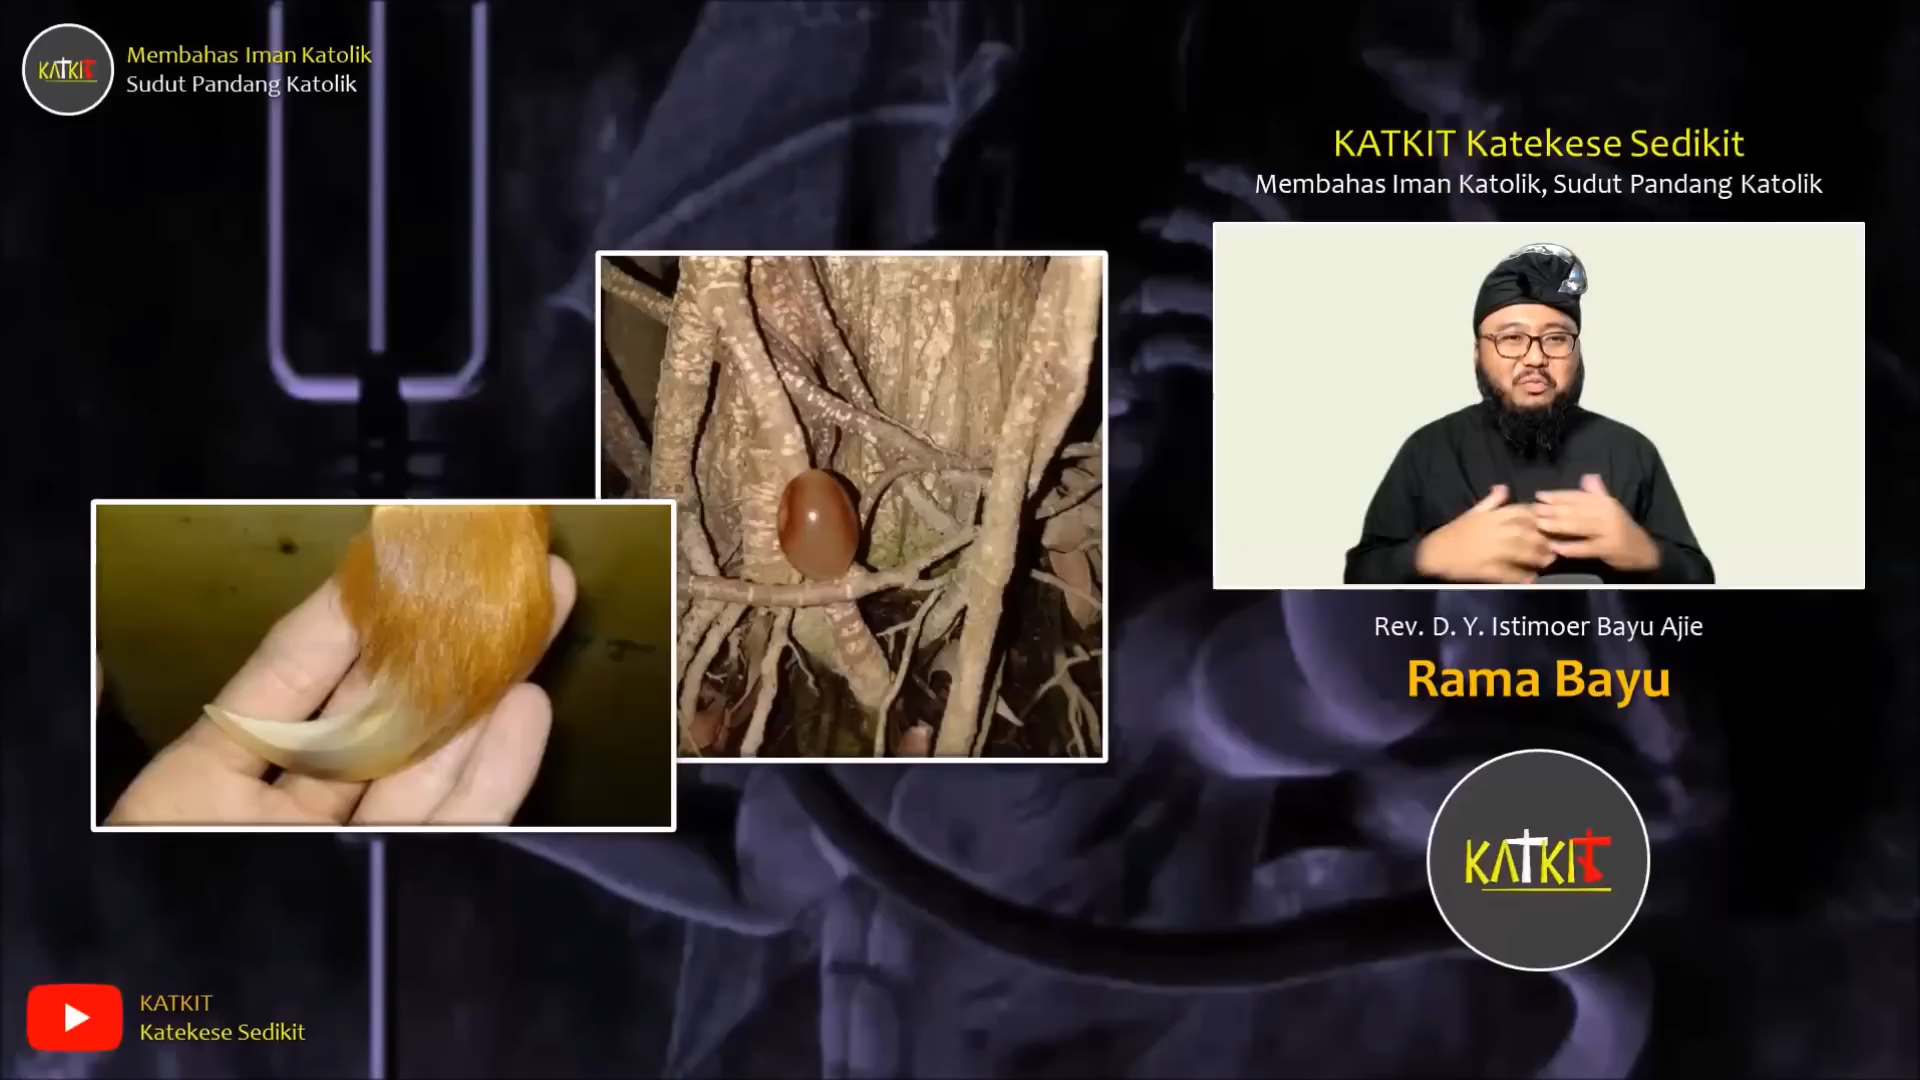 KATKIT
Membahas Iman Katolik
Sudut Pandang Katolik
KATKIT Katekese Sedikit
Membahas Iman Katolik, Sudut Pandang Katolik
Rev. D. Y. Istimoer Bayu Ajie
Rama Bayu
KATKIT
KATKIT
Katekese Sedikit